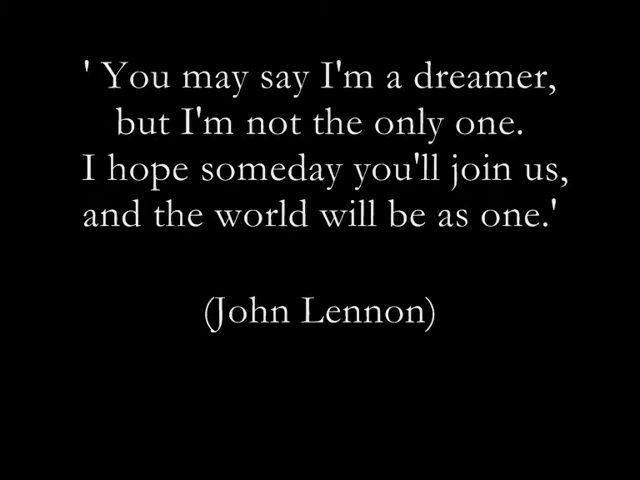 ' You may say I'm a dreamer,
but I'm not the only one.
I hope someday you'll join us,
and the world will be as one.'
(John Lennon)